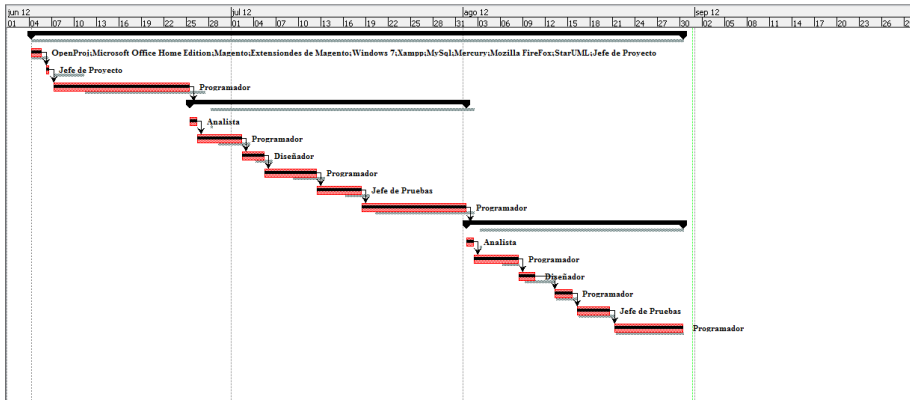 jun 12 jul 12 ago 12 sep 12
01 04 07 10 13 16 19 22 25 28 01 04 07 10 13 16 19 22 25 28 31 03 06 09 12 15 18 21 24 27 30 02 05 08 11 14 17 20 23 26 2
OpenProj;Microsoft Office Home Edition;Magento;Extensiondes de Magento;Windows 7;Xampp;MySql;Mercury;Mozilla FireFox;StarUML;Jefe de Proyecto
Jefe de Proyecto
Programador
Analista
Programador
Diseñador
Programador
Jefe de Pruebas
Programador
Analista
Programador
Diseñador
Programador
Jefe de Pruebas
Programador